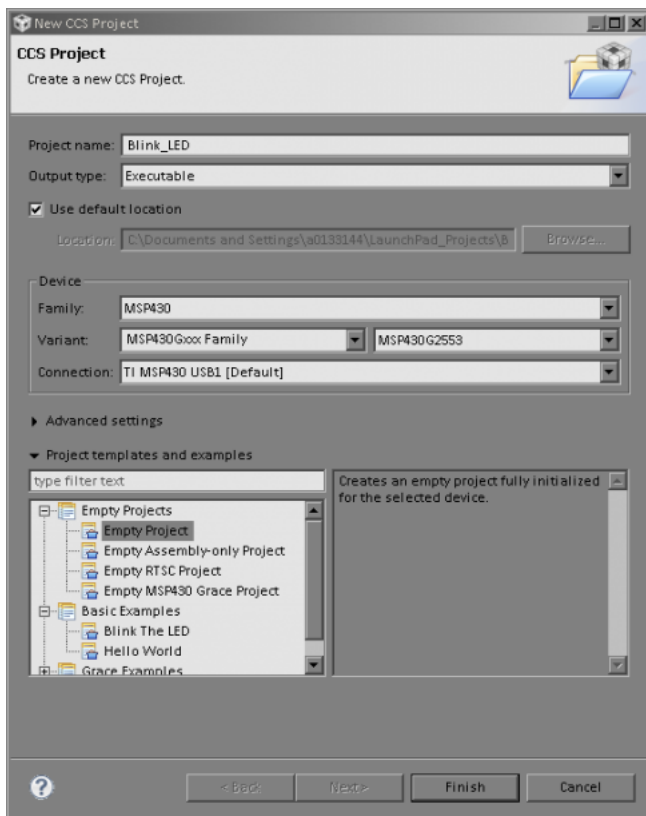 New CCS Project
CCS Project
Create a new CCS Project.
Project name: Blink_LED
Output type: Executable
Use default location
Location: C:\Documents and Settings\a0133144\LaunchPad_Projects\B Browse...
Device
Family: MSP430
Variant: MSP430Gxxx Family MSP430G2553
Connection: TI MSP430 USB1 [Default]
Advanced settings
Project templates and examples
type filter text
Empty Projects
Empty Project
Empty Assembly-only Project
Empty RTSC Project
Empty MSP430 Grace Project
Basic Examples
Blink The LED
Hello World
Grace Examples
Creates an empty project fully initialized
for the selected device.
< Back Next > Finish Cancel